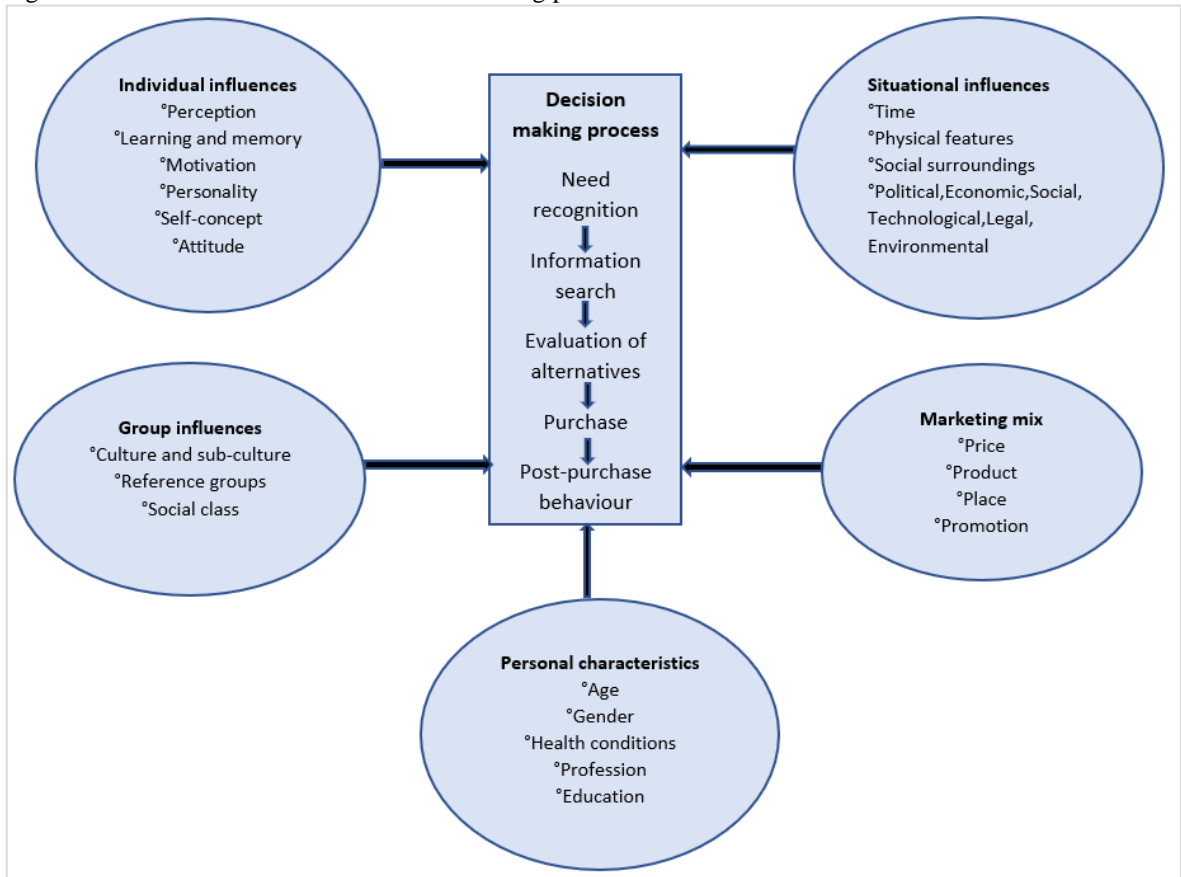 Individual influences
°Perception
°Learning and memory
°Motivation
°Personality
°Self-concept
°Attitude
Decision
making process
Need
recognition
Information
search
Evaluation of
alternatives
Purchase
Post-purchase
behaviour
Situational influences
°Time
°Physical features
°Social surroundings
°Political,Economic,Social,
Technological,Legal,
Environmental
Group influences
°Culture and sub-culture
°Reference groups
°Social class
Marketing mix
°Price
°Product
°Place
°Promotion
Personal characteristics
°Age
°Gender
°Health conditions
°Profession
°Education